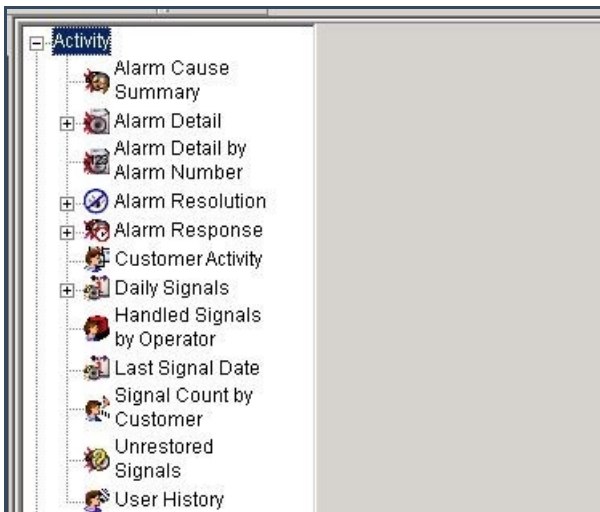 Activity
Alarm Cause
Summary
Alarm Detail
Alarm Detail by
Alarm Number
Alarm Resolution
Alarm Response
Customer Activity
Daily Signals
Handled Signals
by Operator
Last Signal Date
Signal Count by
Customer
Unrestored
Signals
User History